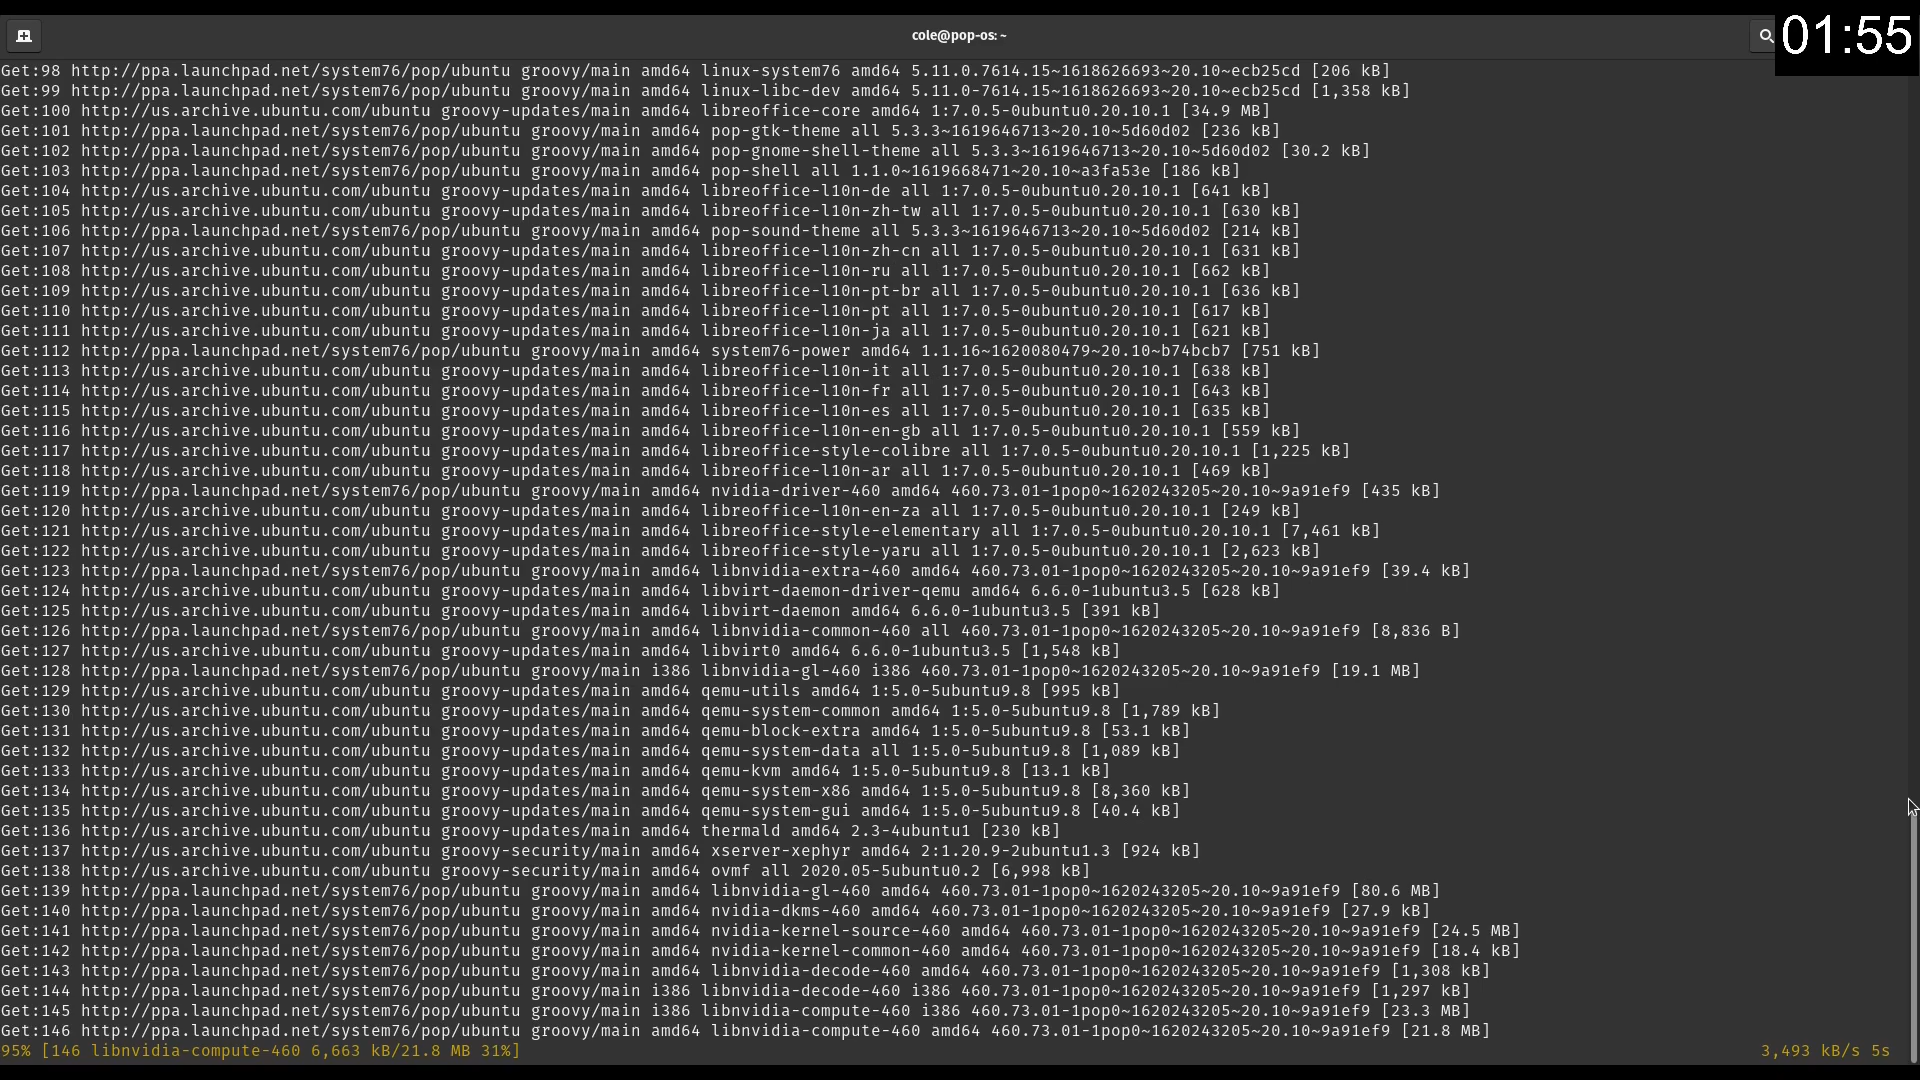 cole@pop-os: ~
01:55
Get:98 http://ppa.launchpad.net/system76/pop/ubuntu groovy/main amd64 linux-system76 amd64 5.11.0.7614.15~1618626693~20.10~ecb25cd [206 kB]
Get:99 http://ppa.launchpad.net/system76/pop/ubuntu groovy/main amd64 linux-libc-dev amd64 5.11.0-7614.15~1618626693~20.10~ecb25cd [1,358 kB]
Get:100 http://us.archive.ubuntu.com/ubuntu groovy-updates/main amd64 libreoffice-core amd64 1:7.0.5-0ubuntu0.20.10.1 [34.9 MB]
Get:101 http://ppa.launchpad.net/system76/pop/ubuntu groovy/main amd64 pop-gtk-theme all 5.3.3~1619646713~20.10~5d60d02 [236 kB]
Get:102 http://ppa.launchpad.net/system76/pop/ubuntu groovy/main amd64 pop-gnome-shell-theme all 5.3.3~1619646713~20.10~5d60d02 [30.2 kB]
Get:103 http://ppa.launchpad.net/system76/pop/ubuntu groovy/main amd64 pop-shell all 1.1.0~1619668471~20.10~a3fa53e [186 kB]
Get:104 http://us.archive.ubuntu.com/ubuntu groovy-updates/main amd64 libreoffice-l10n-de all 1:7.0.5-0ubuntu0.20.10.1 [641 kB]
Get:105 http://us.archive.ubuntu.com/ubuntu groovy-updates/main amd64 libreoffice-l10n-zh-tw all 1:7.0.5-0ubuntu0.20.10.1 [630 kB]
Get:106 http://ppa.launchpad.net/system76/pop/ubuntu groovy/main amd64 pop-sound-theme all 5.3.3~1619646713~20.10~5d60d02 [214 kB]
Get:107 http://us.archive.ubuntu.com/ubuntu groovy-updates/main amd64 libreoffice-l10n-zh-cn all 1:7.0.5-0ubuntu0.20.10.1 [631 kB]
Get:108 http://us.archive.ubuntu.com/ubuntu groovy-updates/main amd64 libreoffice-l10n-ru all 1:7.0.5-0ubuntu0.20.10.1 [662 kB]
Get:109 http://us.archive.ubuntu.com/ubuntu groovy-updates/main amd64 libreoffice-l10n-pt-br all 1:7.0.5-0ubuntu0.20.10.1 [636 kB]
Get:110 http://us.archive.ubuntu.com/ubuntu groovy-updates/main amd64 libreoffice-l10n-pt all 1:7.0.5-0ubuntu0.20.10.1 [617 kB]
Get:111 http://us.archive.ubuntu.com/ubuntu groovy-updates/main amd64 libreoffice-l10n-ja all 1:7.0.5-0ubuntu0.20.10.1 [621 kB]
Get:112 http://ppa.launchpad.net/system76/pop/ubuntu groovy/main amd64 system76-power amd64 1.1.16~1620080479~20.10~b74bcb7 [751 kB]
Get:113 http://us.archive.ubuntu.com/ubuntu groovy-updates/main amd64 libreoffice-l10n-it all 1:7.0.5-0ubuntu0.20.10.1 [638 kB]
Get:114 http://us.archive.ubuntu.com/ubuntu groovy-updates/main amd64 libreoffice-l10n-fr all 1:7.0.5-0ubuntu0.20.10.1 [643 kB]
Get:115 http://us.archive.ubuntu.com/ubuntu groovy-updates/main amd64 libreoffice-l10n-es all 1:7.0.5-0ubuntu0.20.10.1 [635 kB]
Get:116 http://us.archive.ubuntu.com/ubuntu groovy-updates/main amd64 libreoffice-l10n-en-gb all 1:7.0.5-0ubuntu0.20.10.1 [559 kB]
Get:117 http://us.archive.ubuntu.com/ubuntu groovy-updates/main amd64 libreoffice-style-colibre all 1:7.0.5-0ubuntu0.20.10.1 [1,225 kB]
Get:118 http://us.archive.ubuntu.com/ubuntu groovy-updates/main amd64 libreoffice-l10n-ar all 1:7.0.5-0ubuntu0.20.10.1 [469 kB]
Get:119 http://ppa.launchpad.net/system76/pop/ubuntu groovy/main amd64 nvidia-driver-460 amd64 460.73.01-1pop0~1620243205~20.10~9a91ef9 [435 kB]
Get:120 http://us.archive.ubuntu.com/ubuntu groovy-updates/main amd64 libreoffice-l10n-en-za all 1:7.0.5-0ubuntu0.20.10.1 [249 kB]
Get:121 http://us.archive.ubuntu.com/ubuntu groovy-updates/main amd64 libreoffice-style-elementary all 1:7.0.5-0ubuntu0.20.10.1 [7,461 kB]
Get:122 http://us.archive.ubuntu.com/ubuntu groovy-updates/main amd64 libreoffice-style-yaru all 1:7.0.5-0ubuntu0.20.10.1 [2,623 kB]
Get:123 http://ppa.launchpad.net/system76/pop/ubuntu groovy/main amd64 libnvidia-extra-460 amd64 460.73.01-1pop0~1620243205~20.10~9a91ef9 [39.4 kB]
Get:124 http://us.archive.ubuntu.com/ubuntu groovy-updates/main amd64 libvirt-daemon-driver-qemu amd64 6.6.0-1ubuntu3.5 [628 kB]
Get:125 http://us.archive.ubuntu.com/ubuntu groovy-updates/main amd64 libvirt-daemon amd64 6.6.0-1ubuntu3.5 [391 kB]
Get:126 http://ppa.launchpad.net/system76/pop/ubuntu groovy/main amd64 libnvidia-common-460 all 460.73.01-1pop0~1620243205~20.10~9a91ef9 [8,836 B]
Get:127 http://us.archive.ubuntu.com/ubuntu groovy-updates/main amd64 libvirt0 amd64 6.6.0-1ubuntu3.5 [1,548 kB]
Get:128 http://ppa.launchpad.net/system76/pop/ubuntu groovy/main i386 libnvidia-gl-460 i386 460.73.01-1pop0~1620243205~20.10~9a91ef9 [19.1 MB]
Get:129 http://us.archive.ubuntu.com/ubuntu groovy-updates/main amd64 qemu-utils amd64 1:5.0-5ubuntu9.8 [995 kB]
Get:130 http://us.archive.ubuntu.com/ubuntu groovy-updates/main amd64 qemu-system-common amd64 1:5.0-5ubuntu9.8 [1,789 kB]
Get:131 http://us.archive.ubuntu.com/ubuntu groovy-updates/main amd64 qemu-block-extra amd64 1:5.0-5ubuntu9.8 [53.1 kB]
Get:132 http://us.archive.ubuntu.com/ubuntu groovy-updates/main amd64 qemu-system-data all 1:5.0-5ubuntu9.8 [1,089 kB]
Get:133 http://us.archive.ubuntu.com/ubuntu groovy-updates/main amd64 qemu-kvm amd64 1:5.0-5ubuntu9.8 [13.1 kB]
Get:134 http://us.archive.ubuntu.com/ubuntu groovy-updates/main amd64 qemu-system-x86 amd64 1:5.0-5ubuntu9.8 [8,360 kB]
Get:135 http://us.archive.ubuntu.com/ubuntu groovy-updates/main amd64 qemu-system-gui amd64 1:5.0-5ubuntu9.8 [40.4 kB]
Get:136 http://us.archive.ubuntu.com/ubuntu groovy-updates/main amd64 thermald amd64 2.3-4ubuntu1 [230 kB]
Get:137 http://us.archive.ubuntu.com/ubuntu groovy-security/main amd64 xserver-xephyr amd64 2:1.20.9-2ubuntu1.3 [924 kB]
Get:138 http://us.archive.ubuntu.com/ubuntu groovy-security/main amd64 ovmf all 2020.05-5ubuntu0.2 [6,998 kB]
Get:139 http://ppa.launchpad.net/system76/pop/ubuntu groovy/main amd64 libnvidia-gl-460 amd64 460.73.01-1pop0~1620243205~20.10~9a91ef9 [80.6 MB]
Get:140 http://ppa.launchpad.net/system76/pop/ubuntu groovy/main amd64 nvidia-dkms-460 amd64 460.73.01-1pop0~1620243205~20.10~9a91ef9 [27.9 kB]
Get:141 http://ppa.launchpad.net/system76/pop/ubuntu groovy/main amd64 nvidia-kernel-source-460 amd64 460.73.01-1pop0~1620243205~20.10~9a91ef9 [24.5 MB]
Get:142 http://ppa.launchpad.net/system76/pop/ubuntu groovy/main amd64 nvidia-kernel-common-460 amd64 460.73.01-1pop0~1620243205~20.10~9a91ef9 [18.4 kB]
Get:143 http://ppa.launchpad.net/system76/pop/ubuntu groovy/main amd64 libnvidia-decode-460 amd64 460.73.01-1pop0~1620243205~20.10~9a91ef9 [1,308 kB]
Get:144 http://ppa.launchpad.net/system76/pop/ubuntu groovy/main i386 libnvidia-decode-460 i386 460.73.01-1pop0~1620243205~20.10~9a91ef9 [1,297 kB]
Get:145 http://ppa.launchpad.net/system76/pop/ubuntu groovy/main i386 libnvidia-compute-460 i386 460.73.01-1pop0~1620243205~20.10~9a91ef9 [23.3 MB]
Get:146 http://ppa.launchpad.net/system76/pop/ubuntu groovy/main amd64 libnvidia-compute-460 amd64 460.73.01-1pop0~1620243205~20.10~9a91ef9 [21.8 MB]
95% [146 libnvidia-compute-460 6,663 kB/21.8 MB 31%] 3,493 kB/s 5s